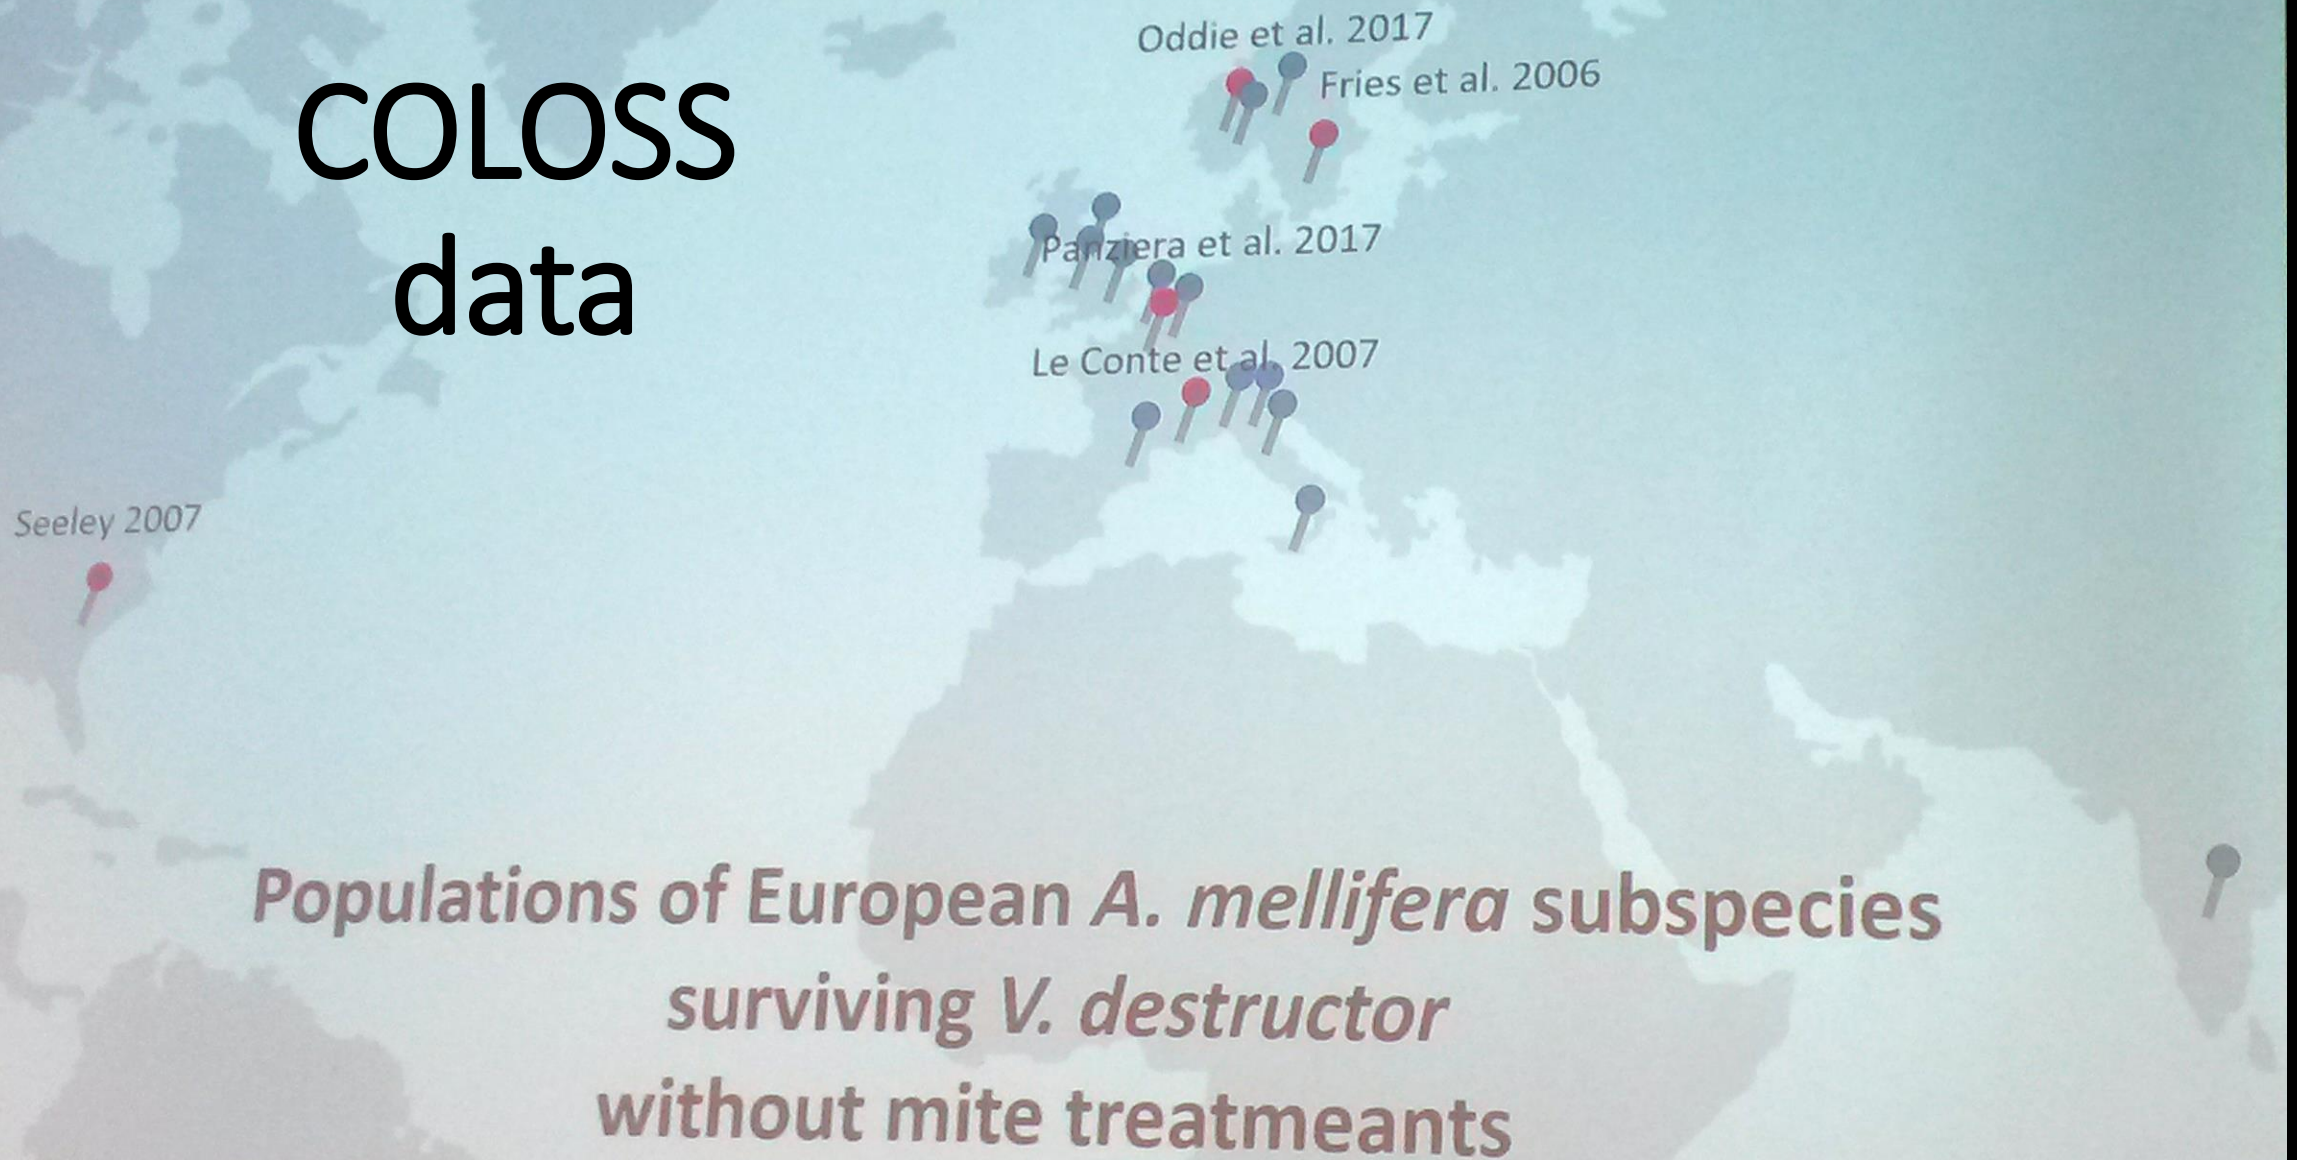 COLOSS
data
Oddie et al. 2017
Fries et al. 2006
Panziera et al. 2017
Le Conte et al. 2007
Seeley 2007
Populations of European A. mellifera subspecies
surviving V. destructor
without mite treatmeants